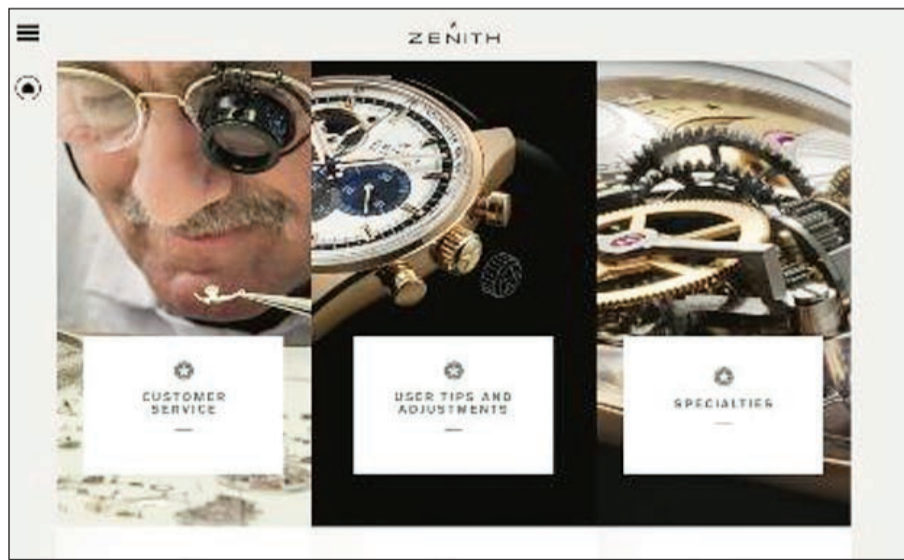 ZENITH
CUSTOMER
SERVICE
USER TIPS AND
ADJUSTMENTS
SPECIALTIES